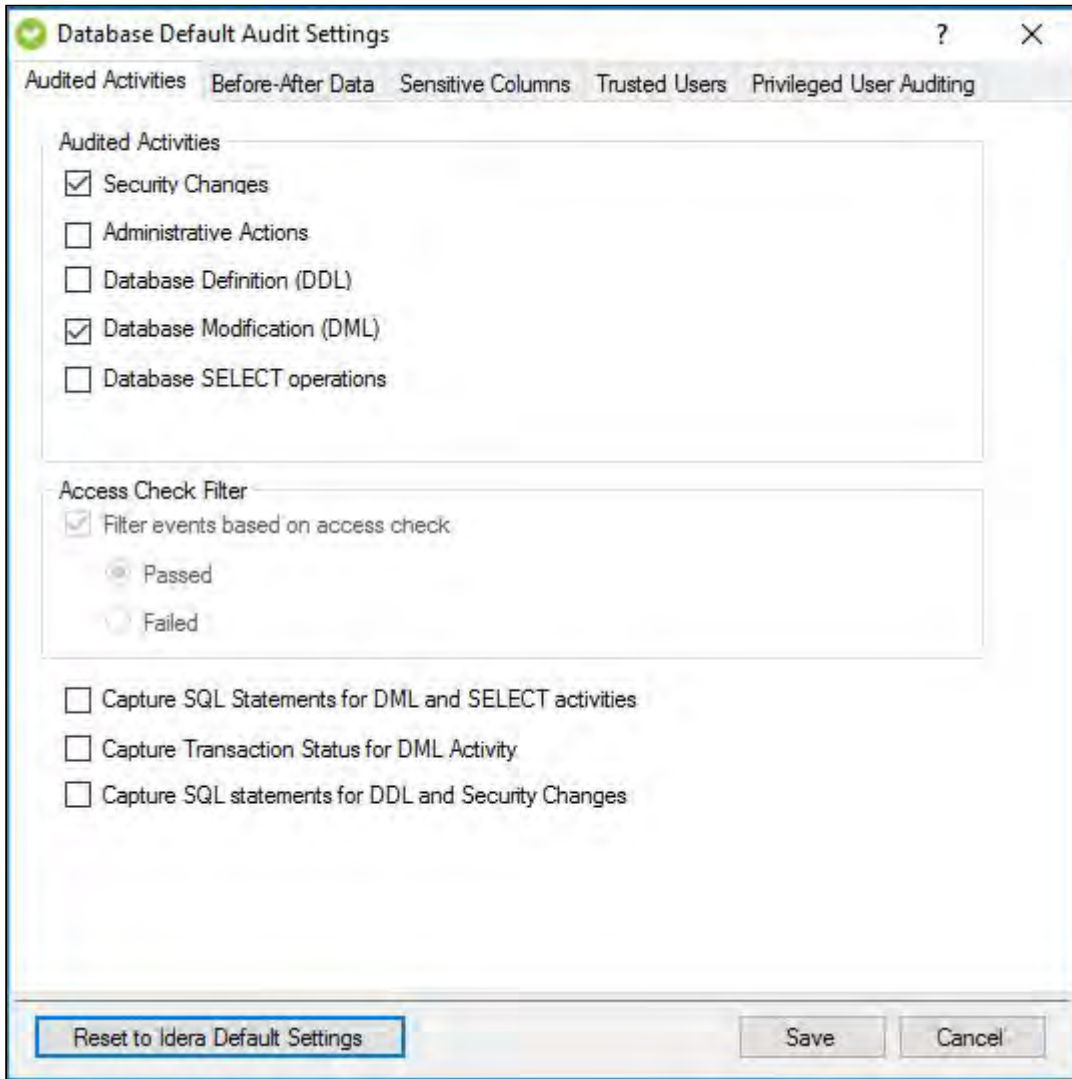 Database Default Audit Settings
?
Audited Activities Before-After Data Sensitive Columns Trusted Users Privileged User Auditing
Audited Activities
Security Changes
Administrative Actions
Database Definition (DDL)
Database Modification (DML)
Database SELECT operations
Access Check Filter
Filter events based on access check
Passed
Failed
Capture SQL Statements for DML and SELECT activities
Capture Transaction Status for DML Activity
Capture SQL statements for DDL and Security Changes
Reset to Idera Default Settings Save Cancel